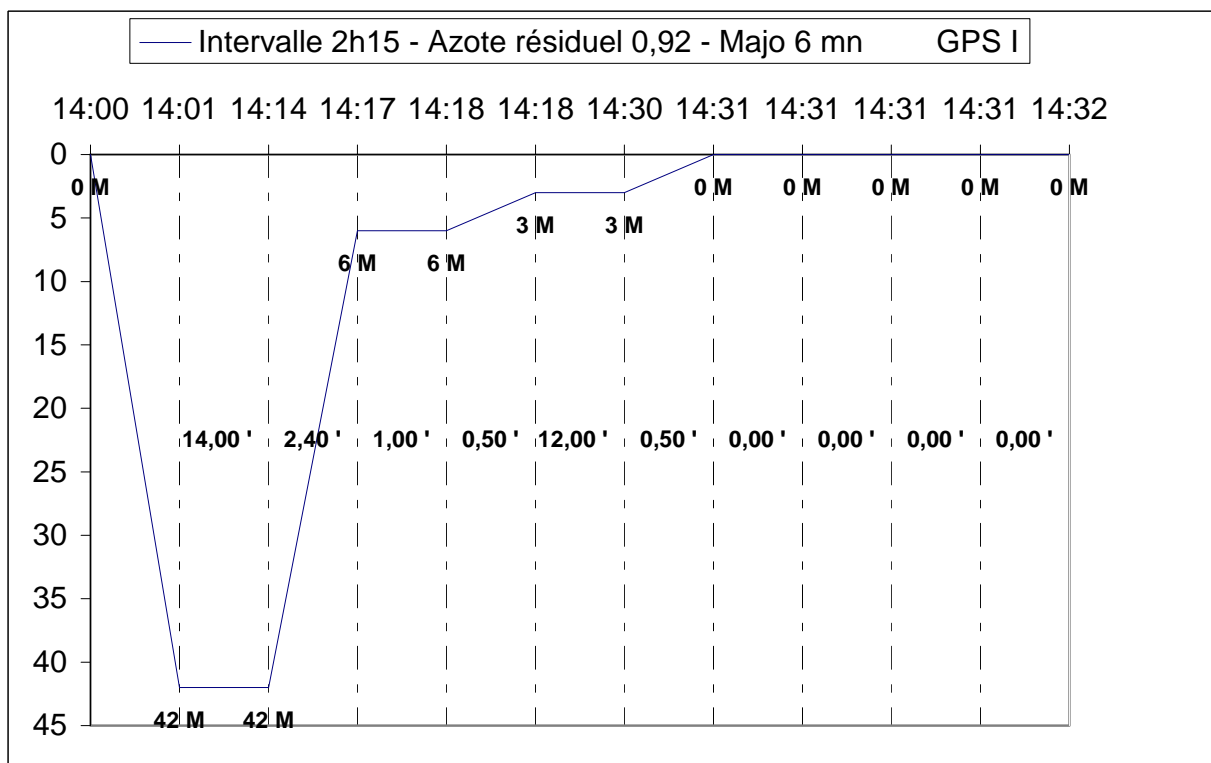 Intervalle 2h15 - Azote résiduel 0,92 - Majo 6 mn GPS I
14:00 14:01 14:14 14:17 14:18 14:18 14:30 14:31 14:31 14:31 14:31 14:32
0
0 M 0 M 0 M 0 M 0 M 0 M
5
3 M 3 M
6 M 6 M
10
15
20
14,00 ' 2,40 ' 1,00 ' 0,50 ' 12,00 ' 0,50 ' 0,00 ' 0,00 ' 0,00 ' 0,00 '
25
30
35
40
42 M 42 M
45